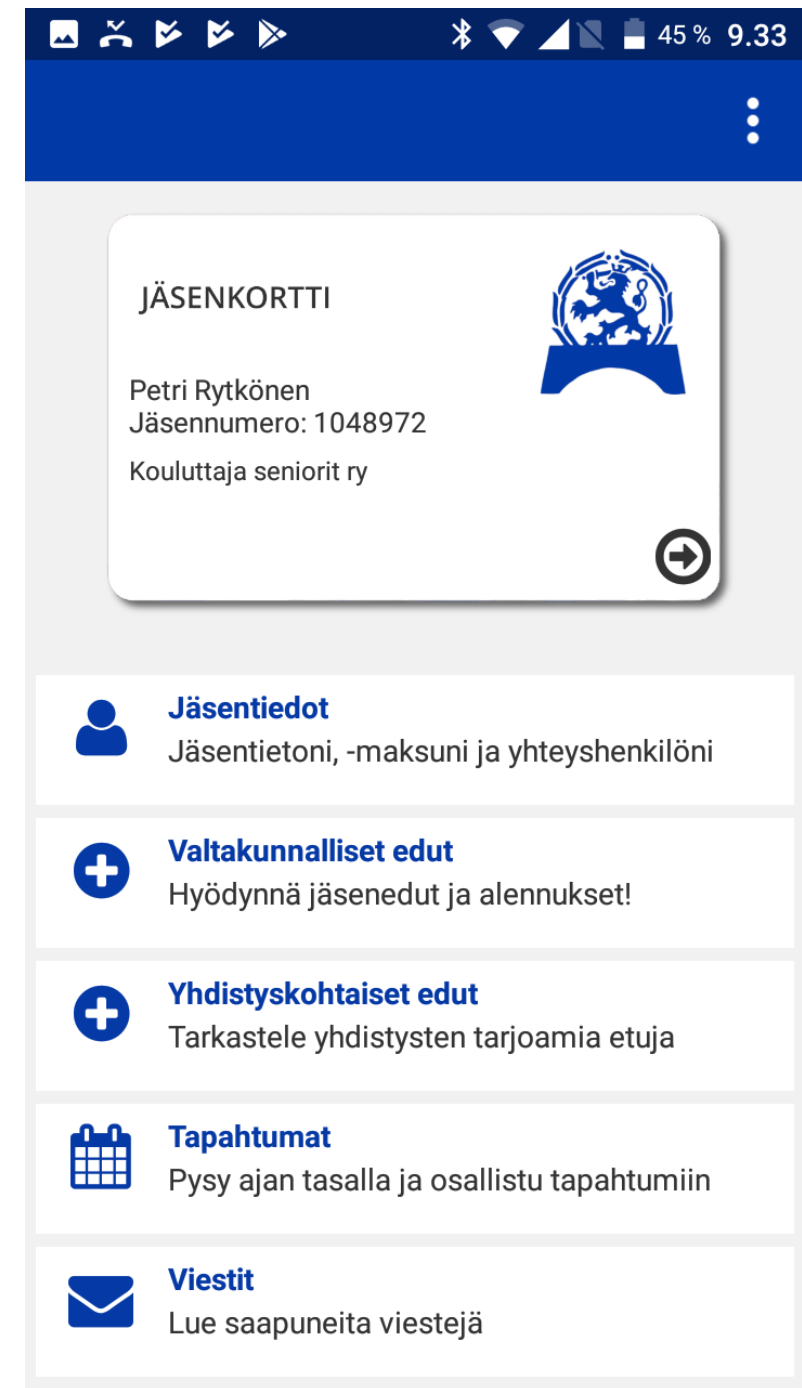 45 % 9.33
JÄSENKORTTI
Petri Rytkönen
Jäsennumero: 1048972
Kouluttaja seniorit ry
Jäsentiedot
Jäsentietoni, -maksuni ja yhteyshenkilöni
Valtakunnalliset edut
Hyödynnä jäsenedut ja alennukset!
Yhdistyskohtaiset edut
Tarkastele yhdistysten tarjoamia etuja
Tapahtumat
Pysy ajan tasalla ja osallistu tapahtumiin
Viestit
Lue saapuneita viestejä